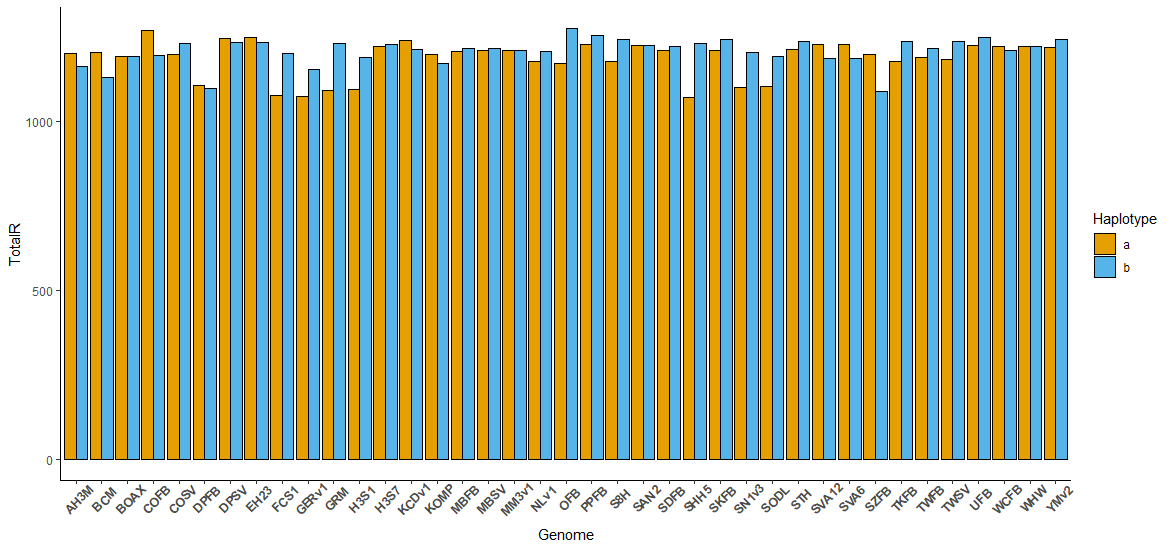 TotalR
1000
500
0
AH3M BCM BOAX COFB COSV DPFB DPSV EH23 FCS1 GERv1 GRM H3S1 H3S7 KCDv1 KOMP MBFB MBSV MM3v1 NLv1 OFB PPFB S8H SAN2 SDFB SHH5 SKFB SN1v3 SODL STH SVA12 SVA6 SZFB TKFB TWFB TWSV UFB WCFB WHW YMv2
Genome
Haplotype
a
b